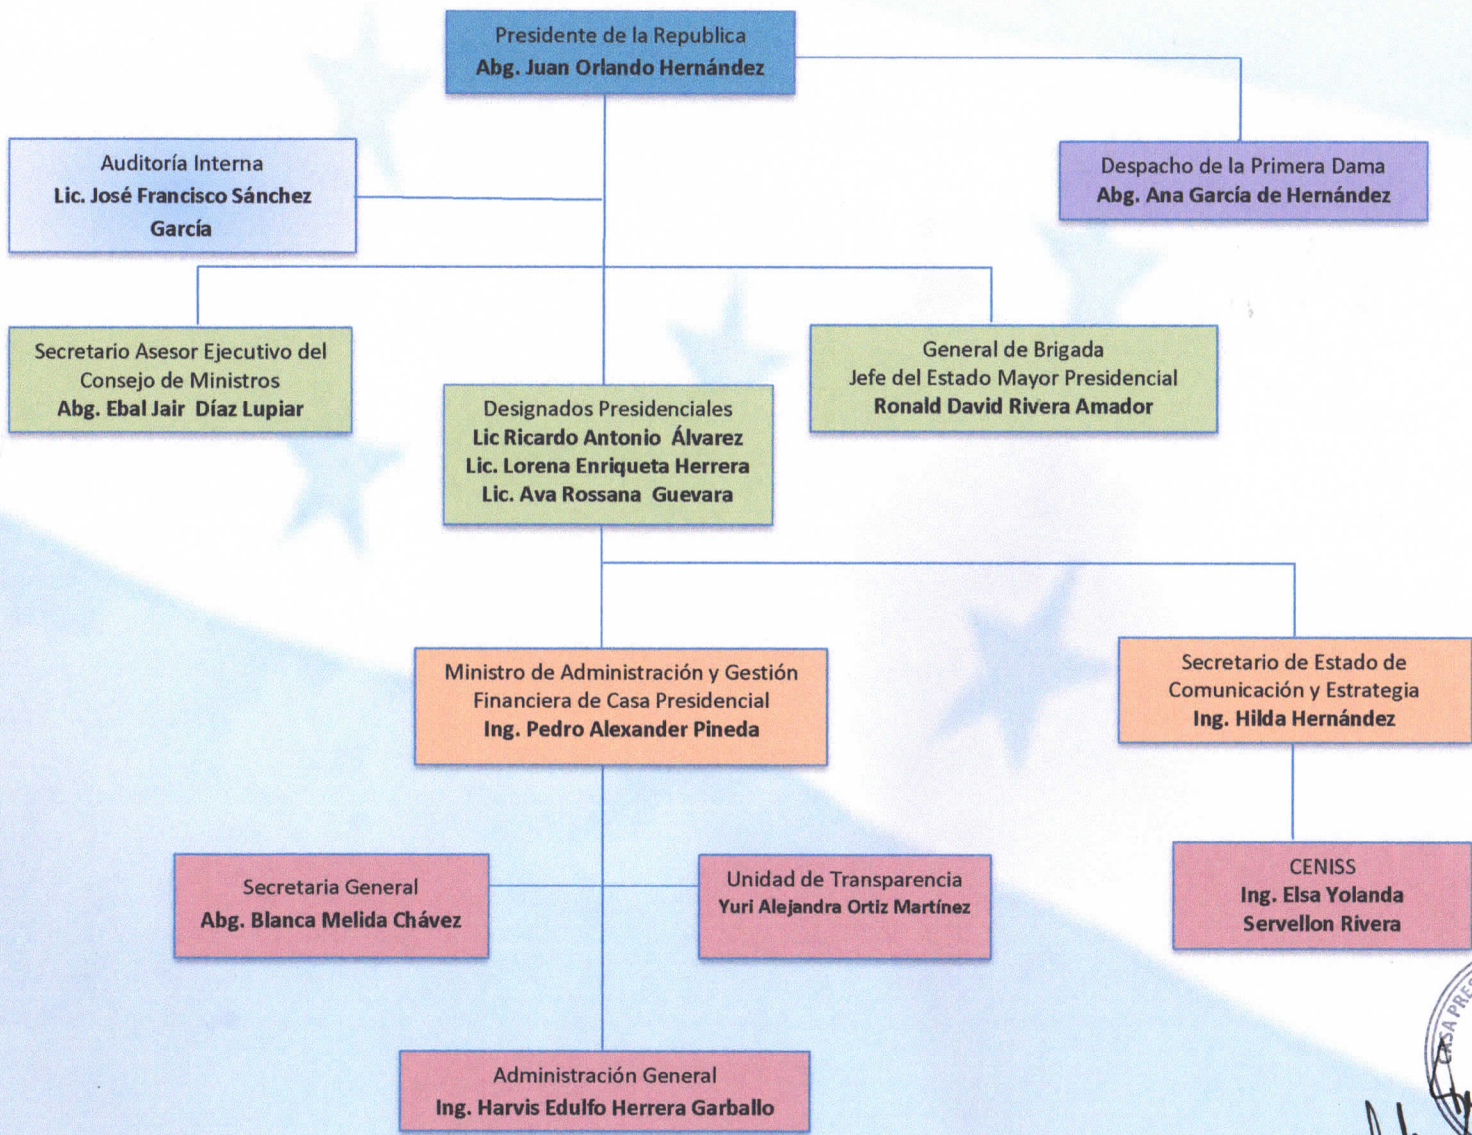 Presidente de la Republica
Abg. Juan Orlando Hernández
Auditoría Interna
Lic. José Francisco Sánchez
García
Despacho de la Primera Dama
Abg. Ana García de Hernández
Secretario Asesor Ejecutivo del
Consejo de Ministros
Abg. Ebal Jair Díaz Lupiar
Designados Presidenciales
Lic Ricardo Antonio Álvarez
Lic. Lorena Enriqueta Herrera
Lic. Ava Rossana Guevara
General de Brigada
Jefe del Estado Mayor Presidencial
Ronald David Rivera Amador
Ministro de Administración y Gestión
Financiera de Casa Presidencial
Ing. Pedro Alexander Pineda
Secretario de Estado de
Comunicación y Estrategia
Ing. Hilda Hernández
Secretaria General
Abg. Blanca Melida Chávez
Unidad de Transparencia
Yuri Alejandra Ortiz Martínez
CENISS
Ing. Elsa Yolanda
Servellon Rivera
Administración General
Ing. Harvis Edulfo Herrera Garballo
CASA PRES